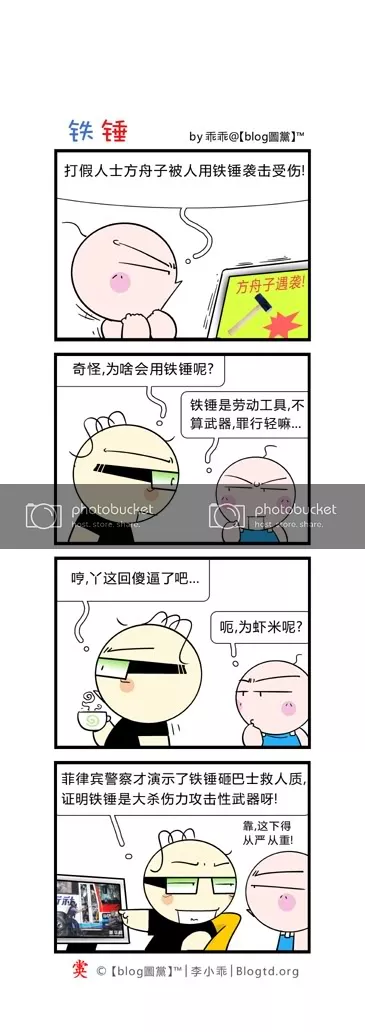 铁锤
by 乖乖@【blog圖黨】™
打假人士方舟子被人用铁锤袭击受伤!
方舟子遇袭!
奇怪,为啥会用铁锤呢?
铁锤是劳动工具,不
算武器,罪行轻嘛...
photobucket
host. store. share.
photobucket
host. store. share.
哼,丫这回傻逼了吧...
呃,为虾米呢?
菲律宾警察才演示了铁锤砸巴士救人质,
证明铁锤是大杀伤力攻击性武器呀!
靠,这下得
从严从重!
© 【blog圖黨】™|李小乖|Blogtd.org